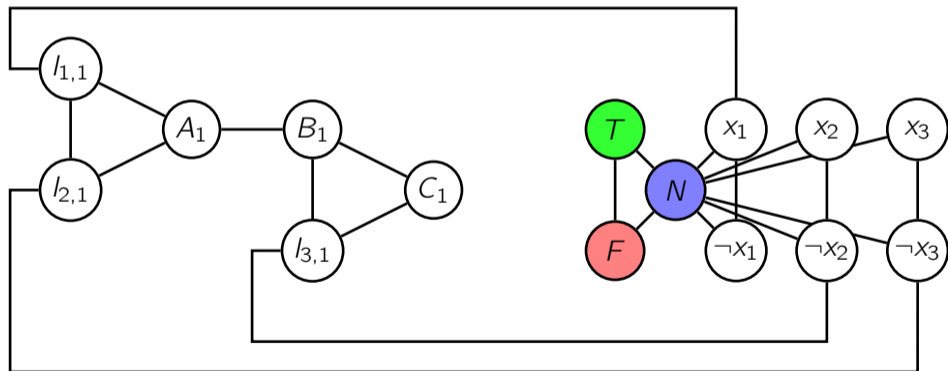 l₁,₁
A₁
B₁
T
x₁
x₂
x₃
l₂,₁
C₁
N
l₃,₁
F
¬x₁
¬x₂
¬x₃